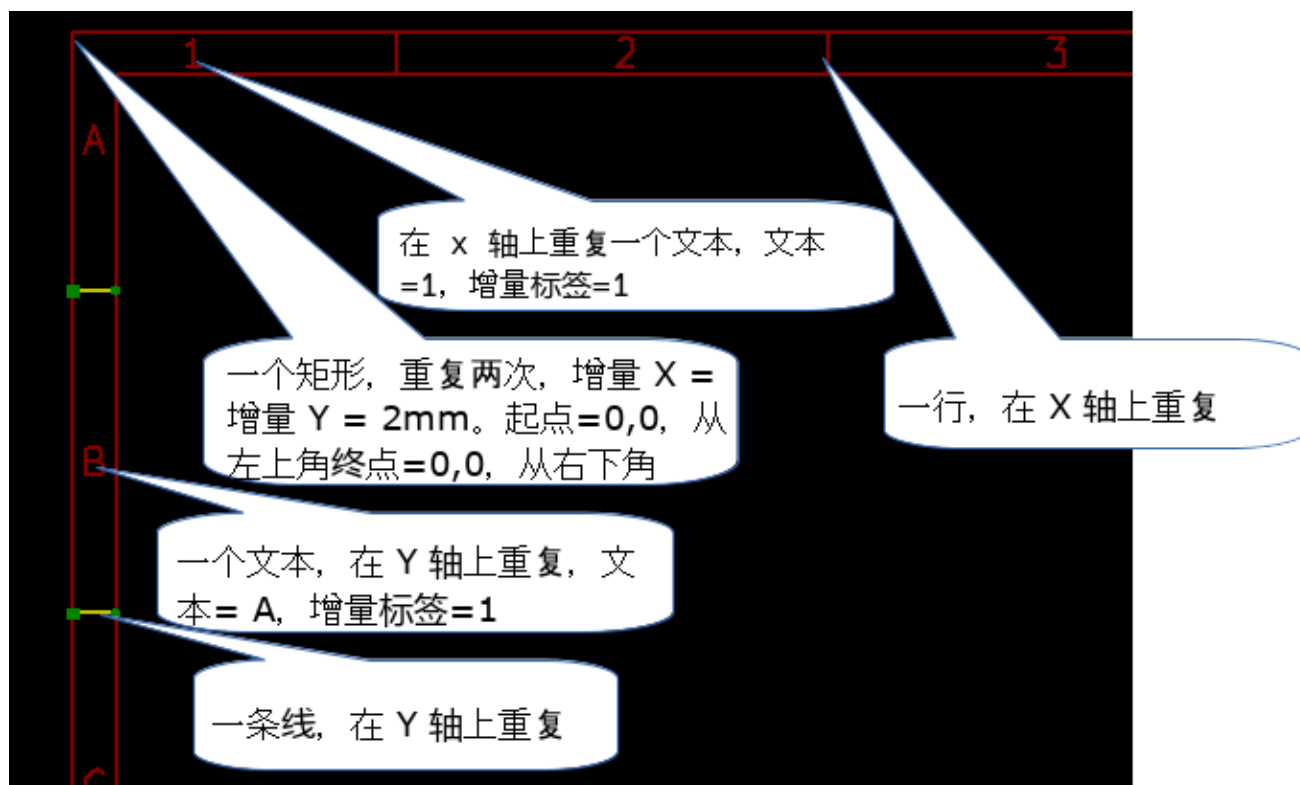 1 2 3
A
在 x 轴上重复一个文本，文本
=1，增量标签=1
一个矩形，重复两次，增量 X =
增量 Y = 2mm。起点=0,0，从
左上角终点=0,0，从右下角
一行，在 X 轴上重复
B
一个文本，在 Y 轴上重复，文
本= A，增量标签=1
一条线，在 Y 轴上重复
C